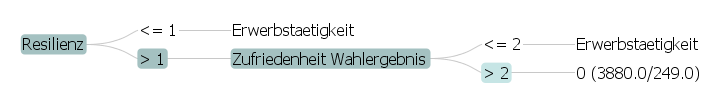 Resilienz
<= 1
Erwerbstaetigkeit
> 1
Zufriedenheit Wahlergebnis
<= 2
Erwerbstaetigkeit
> 2
0 (3880.0/249.0)